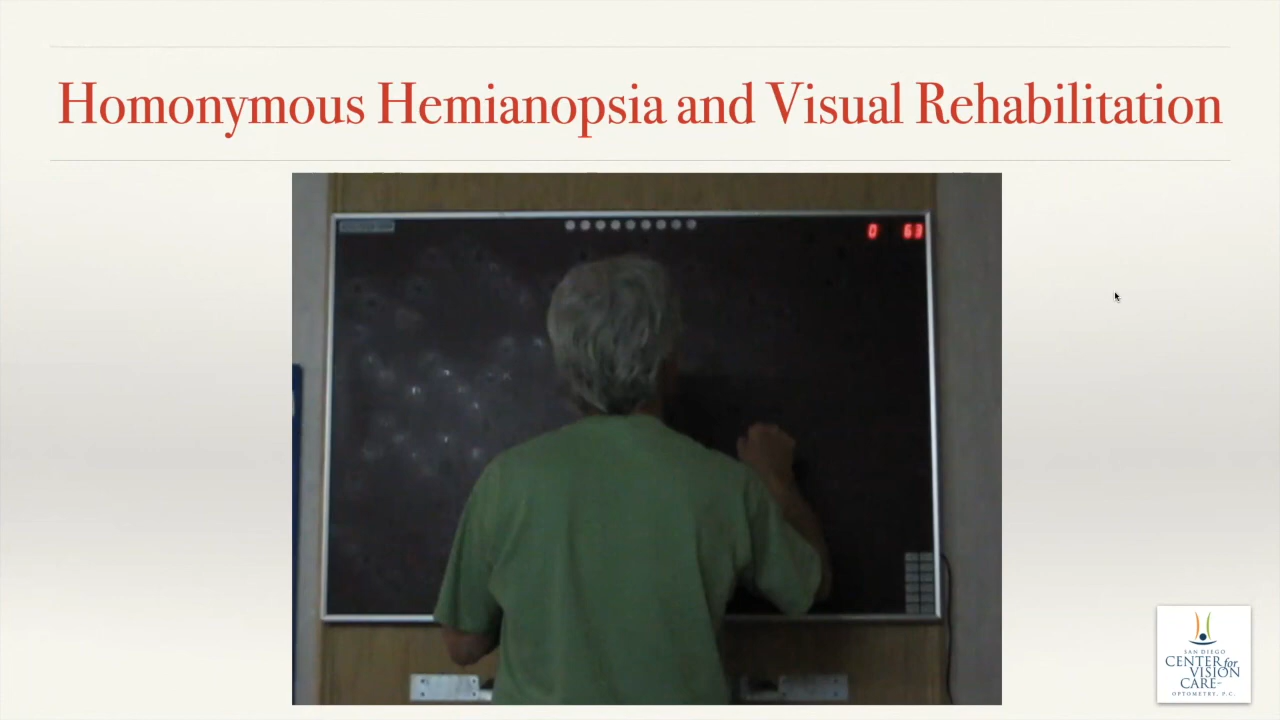 Homonymous Hemianopsia and Visual Rehabilitation
0 63
SAN DIEGO
CENTER for
VISION
CARE
OPTOMETRY, P.C.